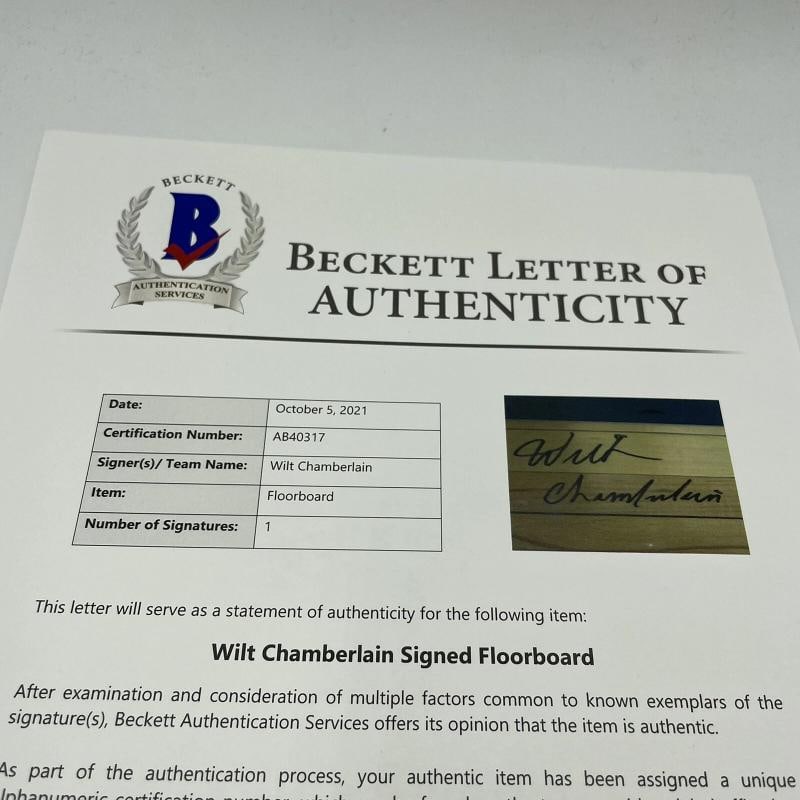 BECKETT
B
AUTHENTICATION
SERVICES
BECKETT LETTER OF
AUTHENTICITY
Date: October 5, 2021
Certification Number: AB40317
Signer(s)/ Team Name: Wilt Chamberlain
Item: Floorboard
Number of Signatures: 1
Wilt
Chamberlain
This letter will serve as a statement of authenticity for the following item:
Wilt Chamberlain Signed Floorboard
After examination and consideration of multiple factors common to known exemplars of the
signature(s), Beckett Authentication Services offers its opinion that the item is authentic.
As part of the authentication process, your authentic item has been assigned a unique
certification number, which